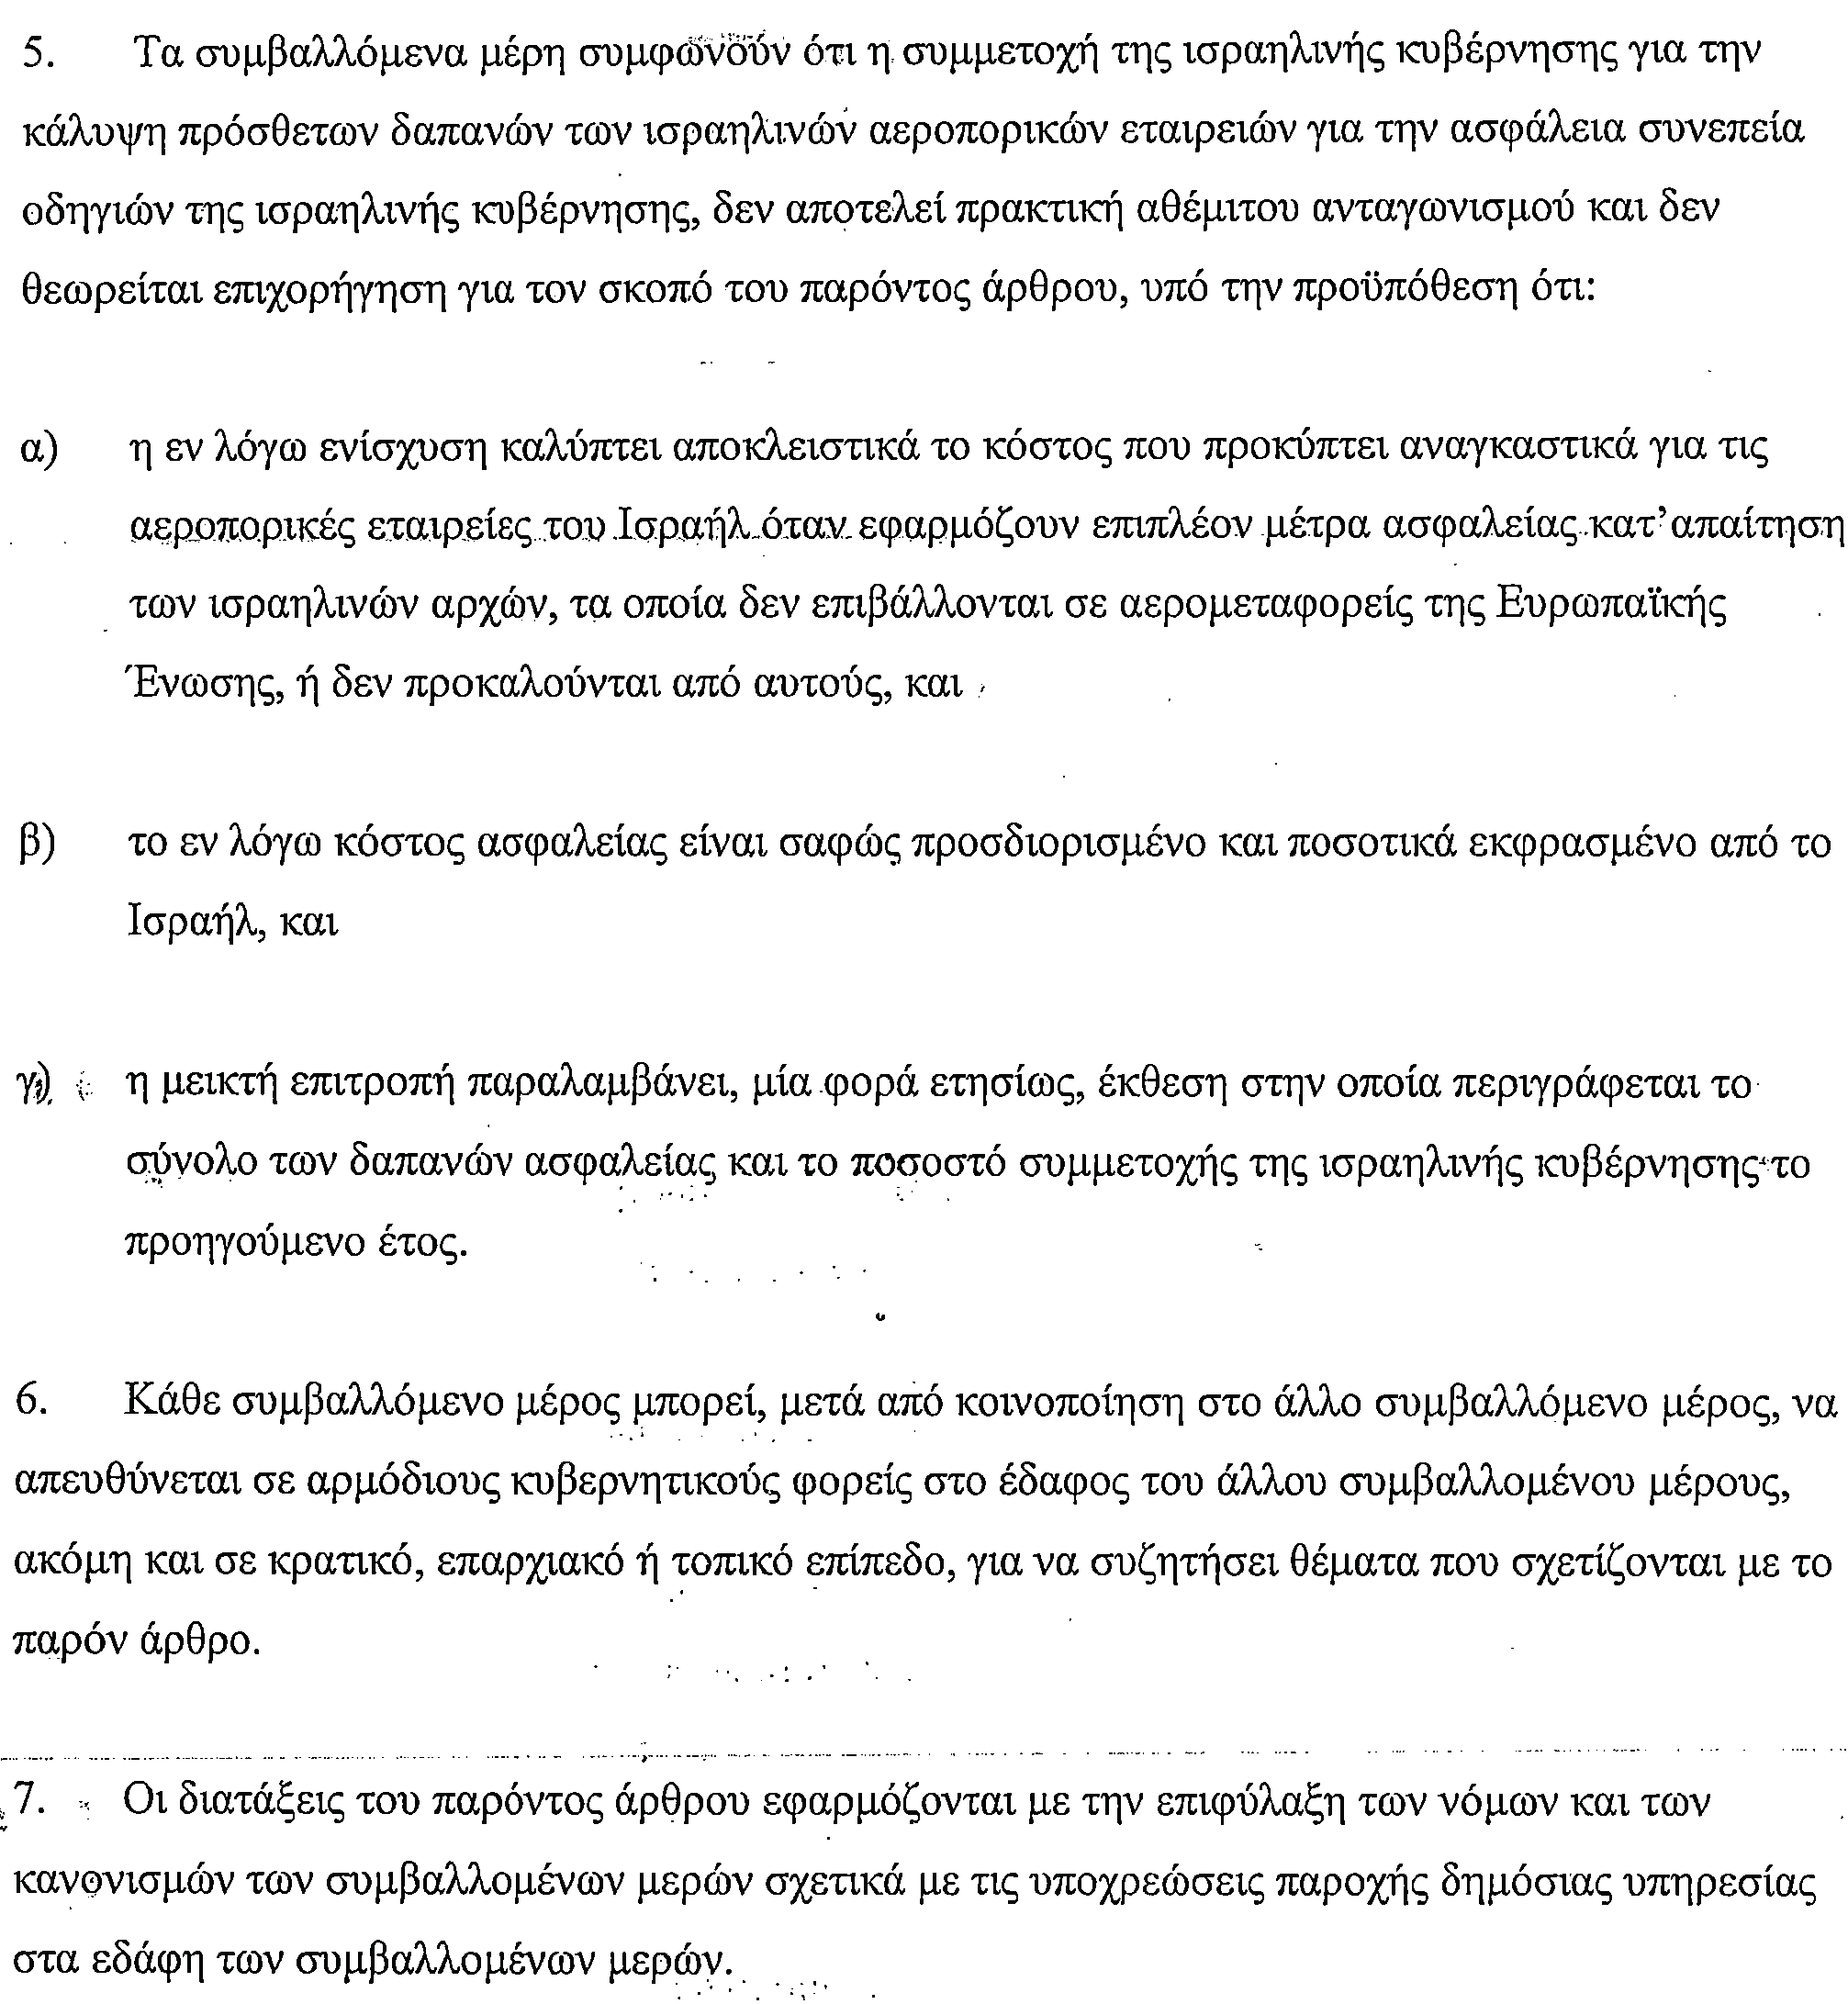 5. Τα συμβαλλόμενα μέρη συμφωνούν ότι η συμμετοχή της ισραηλινής κυβέρνησης για την
κάλυψη πρόσθετων δαπανών των ισραηλινών αεροπορικών εταιρειών για την ασφάλεια συνεπεία
οδηγιών της ισραηλινής κυβέρνησης, δεν αποτελεί πρακτική αθέμιτου ανταγωνισμού και δεν
θεωρείται επιχορήγηση για τον σκοπό του παρόντος άρθρου, υπό την προϋπόθεση ότι:
α) η εν λόγω ενίσχυση καλύπτει αποκλειστικά το κόστος που προκύπτει αναγκαστικά για τις
αεροπορικές εταιρείες του Ισραήλ όταν εφαρμόζουν επιπλέον μέτρα ασφαλείας κατ’απαίτηση
των ισραηλινών αρχών, τα οποία δεν επιβάλλονται σε αερομεταφορείς της Ευρωπαϊκής
Ένωσης, ή δεν προκαλούνται από αυτούς, και
β) το εν λόγω κόστος ασφαλείας είναι σαφώς προσδιορισμένο και ποσοτικά εκφρασμένο από το
Ισραήλ, και
γ) η μεικτή επιτροπή παραλαμβάνει, μία φορά ετησίως, έκθεση στην οποία περιγράφεται το
σύνολο των δαπανών ασφαλείας και το ποσοστό συμμετοχής της ισραηλινής κυβέρνησης το
προηγούμενο έτος.
6. Κάθε συμβαλλόμενο μέρος μπορεί, μετά από κοινοποίηση στο άλλο συμβαλλόμενο μέρος, να
απευθύνεται σε αρμόδιους κυβερνητικούς φορείς στο έδαφος του άλλου συμβαλλομένου μέρους,
ακόμη και σε κρατικό, επαρχιακό ή τοπικό επίπεδο, για να συζητήσει θέματα που σχετίζονται με το
παρόν άρθρο.
7. Οι διατάξεις του παρόντος άρθρου εφαρμόζονται με την επιφύλαξη των νόμων και των
κανονισμών των συμβαλλομένων μερών σχετικά με τις υποχρεώσεις παροχής δημόσιας υπηρεσίας
στα εδάφη των συμβαλλομένων μερών.